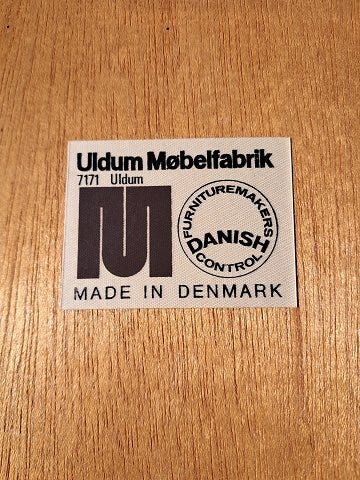 Uldum Møbelfabrik
7171 Uldum
FURNITUREMAKERS
DANISH
CONTROL
MADE IN DENMARK